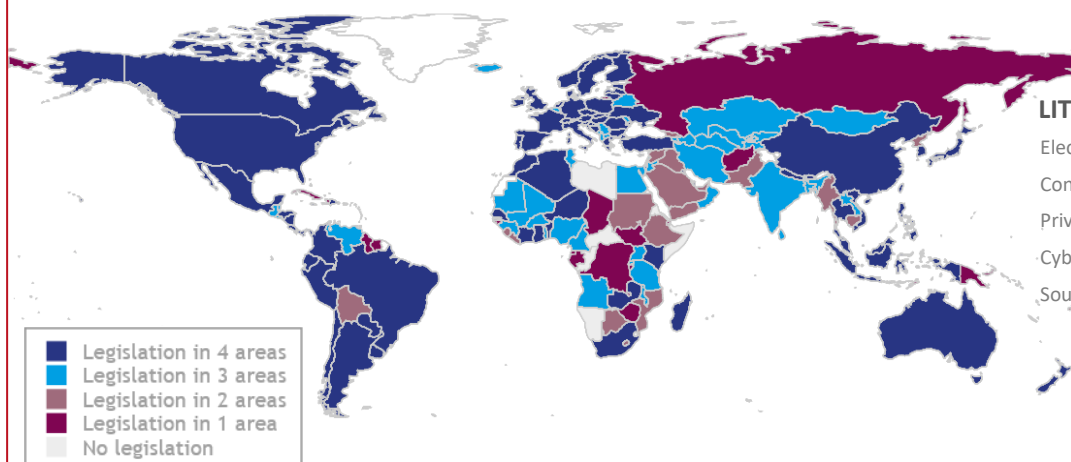 LIT
Elec
Con
Priv
Cyb
Sou
Legislation in 4 areas
Legislation in 3 areas
Legislation in 2 areas
Legislation in 1 area
No legislation